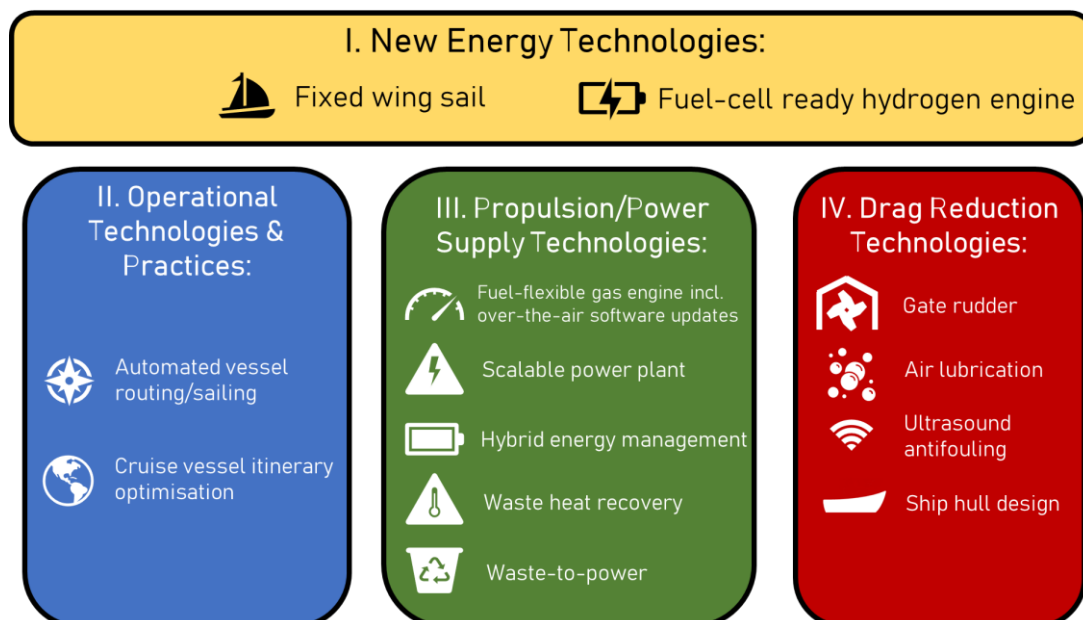 I. New Energy Technologies:
Fixed wing sail
Fuel-cell ready hydrogen engine
II. Operational
Technologies &
Practices:
Automated vessel
routing/sailing
Cruise vessel itinerary
optimisation
III. Propulsion/Power
Supply Technologies:
Fuel-flexible gas engine incl.
over-the-air software updates
Scalable power plant
Hybrid energy management
Waste heat recovery
Waste-to-power
IV. Drag Reduction
Technologies:
Gate rudder
Air lubrication
Ultrasound
antifouling
Ship hull design